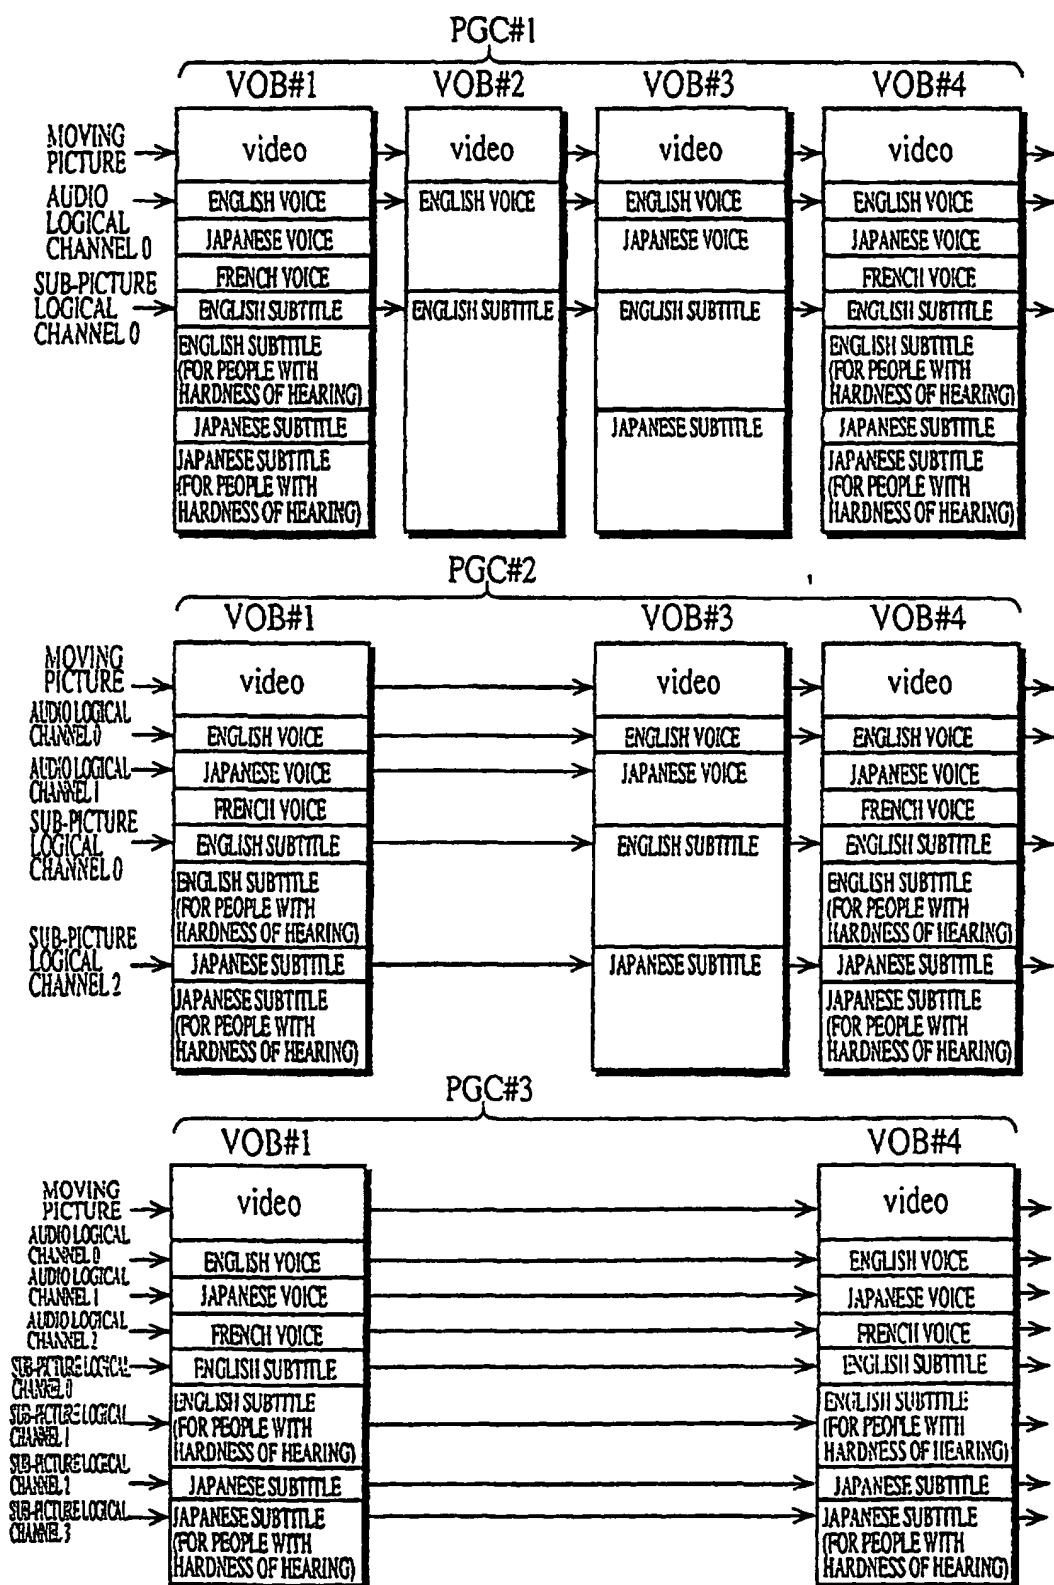 PGC#1
VOB#1 VOB#2 VOB#3 VOB#4
MOVING
PICTURE
video video video video
AUDIO
LOGICAL
CHANNEL 0
ENGLISH VOICE ENGLISH VOICE ENGLISH VOICE ENGLISH VOICE
JAPANESE VOICE JAPANESE VOICE JAPANESE VOICE
FRENCH VOICE FRENCH VOICE
SUB-PICTURE
LOGICAL
CHANNEL 0
ENGLISH SUBTITLE ENGLISH SUBTITLE ENGLISH SUBTITLE ENGLISH SUBTITLE
ENGLISH SUBTITLE
(FOR PEOPLE WITH
HARDNESS OF HEARING)
ENGLISH SUBTITLE
(FOR PEOPLE WITH
HARDNESS OF HEARING)
JAPANESE SUBTITLE JAPANESE SUBTITLE JAPANESE SUBTITLE
JAPANESE SUBTITLE
(FOR PEOPLE WITH
HARDNESS OF HEARING)
JAPANESE SUBTITLE
(FOR PEOPLE WITH
HARDNESS OF HEARING)
PGC#2
VOB#1 VOB#3 VOB#4
MOVING
PICTURE
video video video
AUDIO LOGICAL
CHANNEL 0
ENGLISH VOICE ENGLISH VOICE ENGLISH VOICE
AUDIO LOGICAL
CHANNEL 1
JAPANESE VOICE JAPANESE VOICE JAPANESE VOICE
FRENCH VOICE FRENCH VOICE
SUB-PICTURE
LOGICAL
CHANNEL 0
ENGLISH SUBTITLE ENGLISH SUBTITLE ENGLISH SUBTITLE
ENGLISH SUBTITLE
(FOR PEOPLE WITH
HARDNESS OF HEARING)
ENGLISH SUBTITLE
(FOR PEOPLE WITH
HARDNESS OF HEARING)
SUB-PICTURE
LOGICAL
CHANNEL 2
JAPANESE SUBTITLE JAPANESE SUBTITLE JAPANESE SUBTITLE
JAPANESE SUBTITLE
(FOR PEOPLE WITH
HARDNESS OF HEARING)
JAPANESE SUBTITLE
(FOR PEOPLE WITH
HARDNESS OF HEARING)
PGC#3
VOB#1 VOB#4
MOVING
PICTURE
video video
AUDIO LOGICAL
CHANNEL 0
ENGLISH VOICE ENGLISH VOICE
AUDIO LOGICAL
CHANNEL 1
JAPANESE VOICE JAPANESE VOICE
AUDIO LOGICAL
CHANNEL 2
FRENCH VOICE FRENCH VOICE
SUB-PICTURE LOGICAL
CHANNEL 0
ENGLISH SUBTITLE ENGLISH SUBTITLE
SUB-PICTURE LOGICAL
CHANNEL 1
ENGLISH SUBTITLE
(FOR PEOPLE WITH
HARDNESS OF HEARING)
ENGLISH SUBTITLE
(FOR PEOPLE WITH
HARDNESS OF HEARING)
SUB-PICTURE LOGICAL
CHANNEL 2
JAPANESE SUBTITLE JAPANESE SUBTITLE
SUB-PICTURE LOGICAL
CHANNEL 3
JAPANESE SUBTITLE
(FOR PEOPLE WITH
HARDNESS OF HEARING)
JAPANESE SUBTITLE
(FOR PEOPLE WITH
HARDNESS OF HEARING)